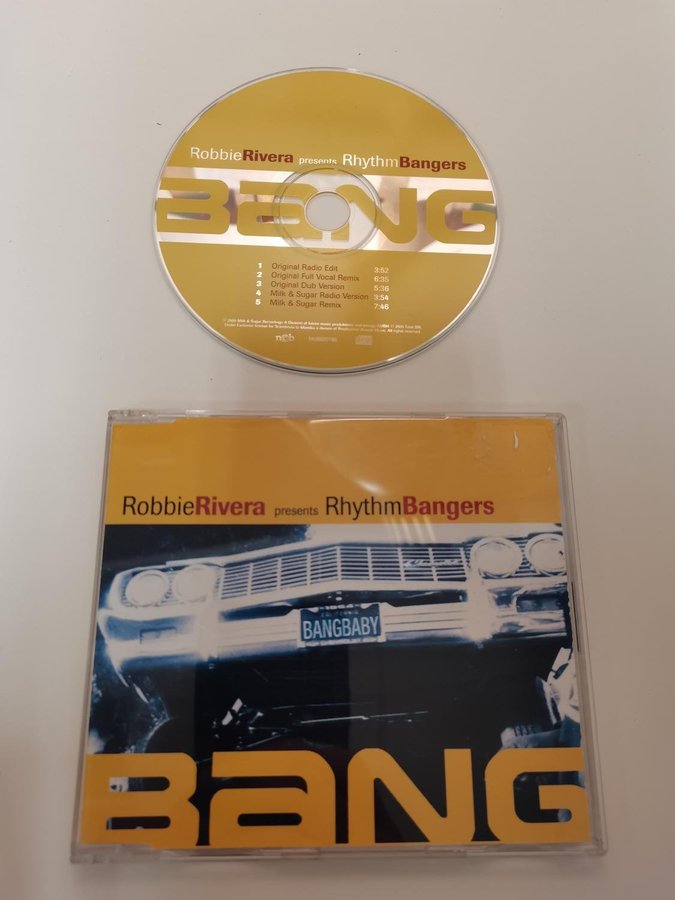 RobbieRivera presents RhythmBangers
BANG
1 Original Radio Edit 3:52
2 Original Full Vocal Remix 6:35
3 Original Dub Version 5:36
4 Milk & Sugar Radio Version 3:54
5 Milk & Sugar Remix 7:46
RobbieRivera presents RhythmBangers
CALIFORNIA
BANGBABY
BANG